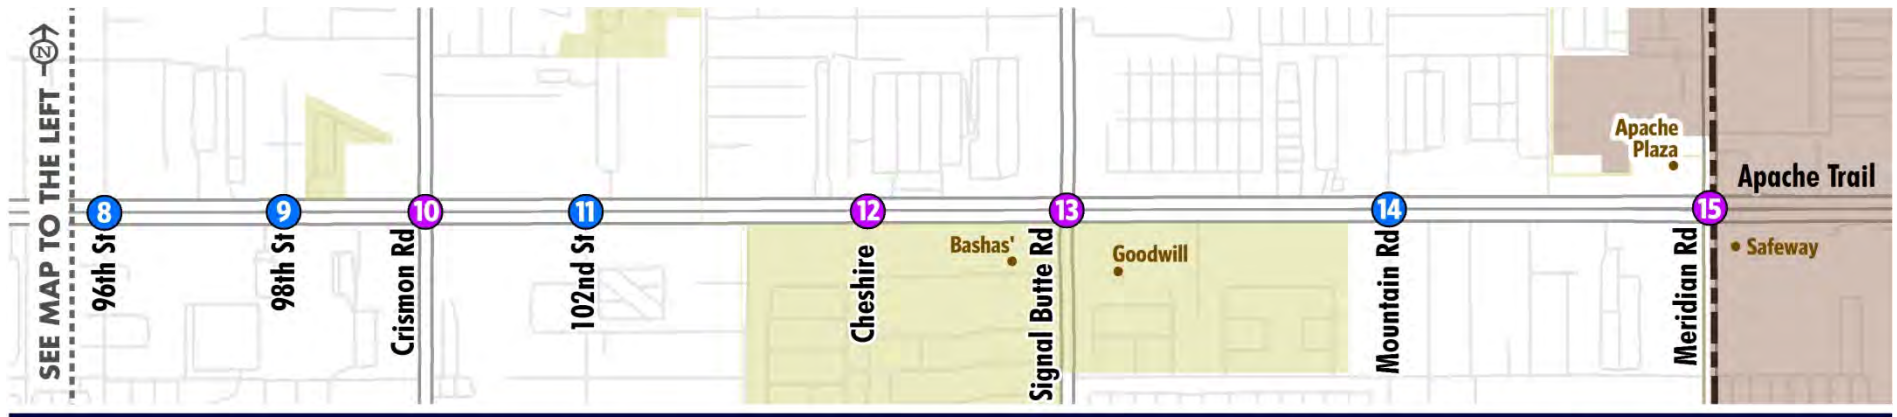 SEE MAP TO THE LEFT
N
8
9
10
11
12
13
14
15
96th St
98th St
Crismon Rd
102nd St
Cheshire
Signal Butte Rd
Mountain Rd
Meridian Rd
Apache
Plaza
Apache Trail
Bashas'
Goodwill
Safeway